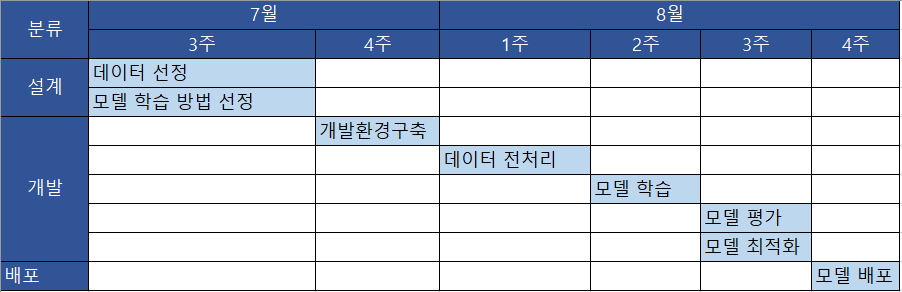 분류 7월 8월
3주 4주 1주 2주 3주 4주
설계 데이터 선정
모델 학습 방법 선정
개발 개발환경구축
데이터 전처리
모델 학습
모델 평가
모델 최적화
배포 모델 배포